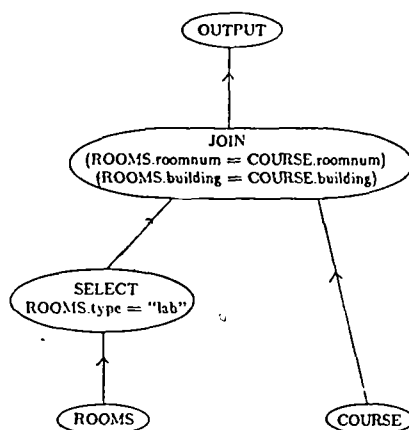 OUTPUT
JOIN
(ROOMS.roomnum = COURSE.roomnum)
(ROOMS.building = COURSE.building)
SELECT
ROOMS.type = "lab"
ROOMS
COURSE